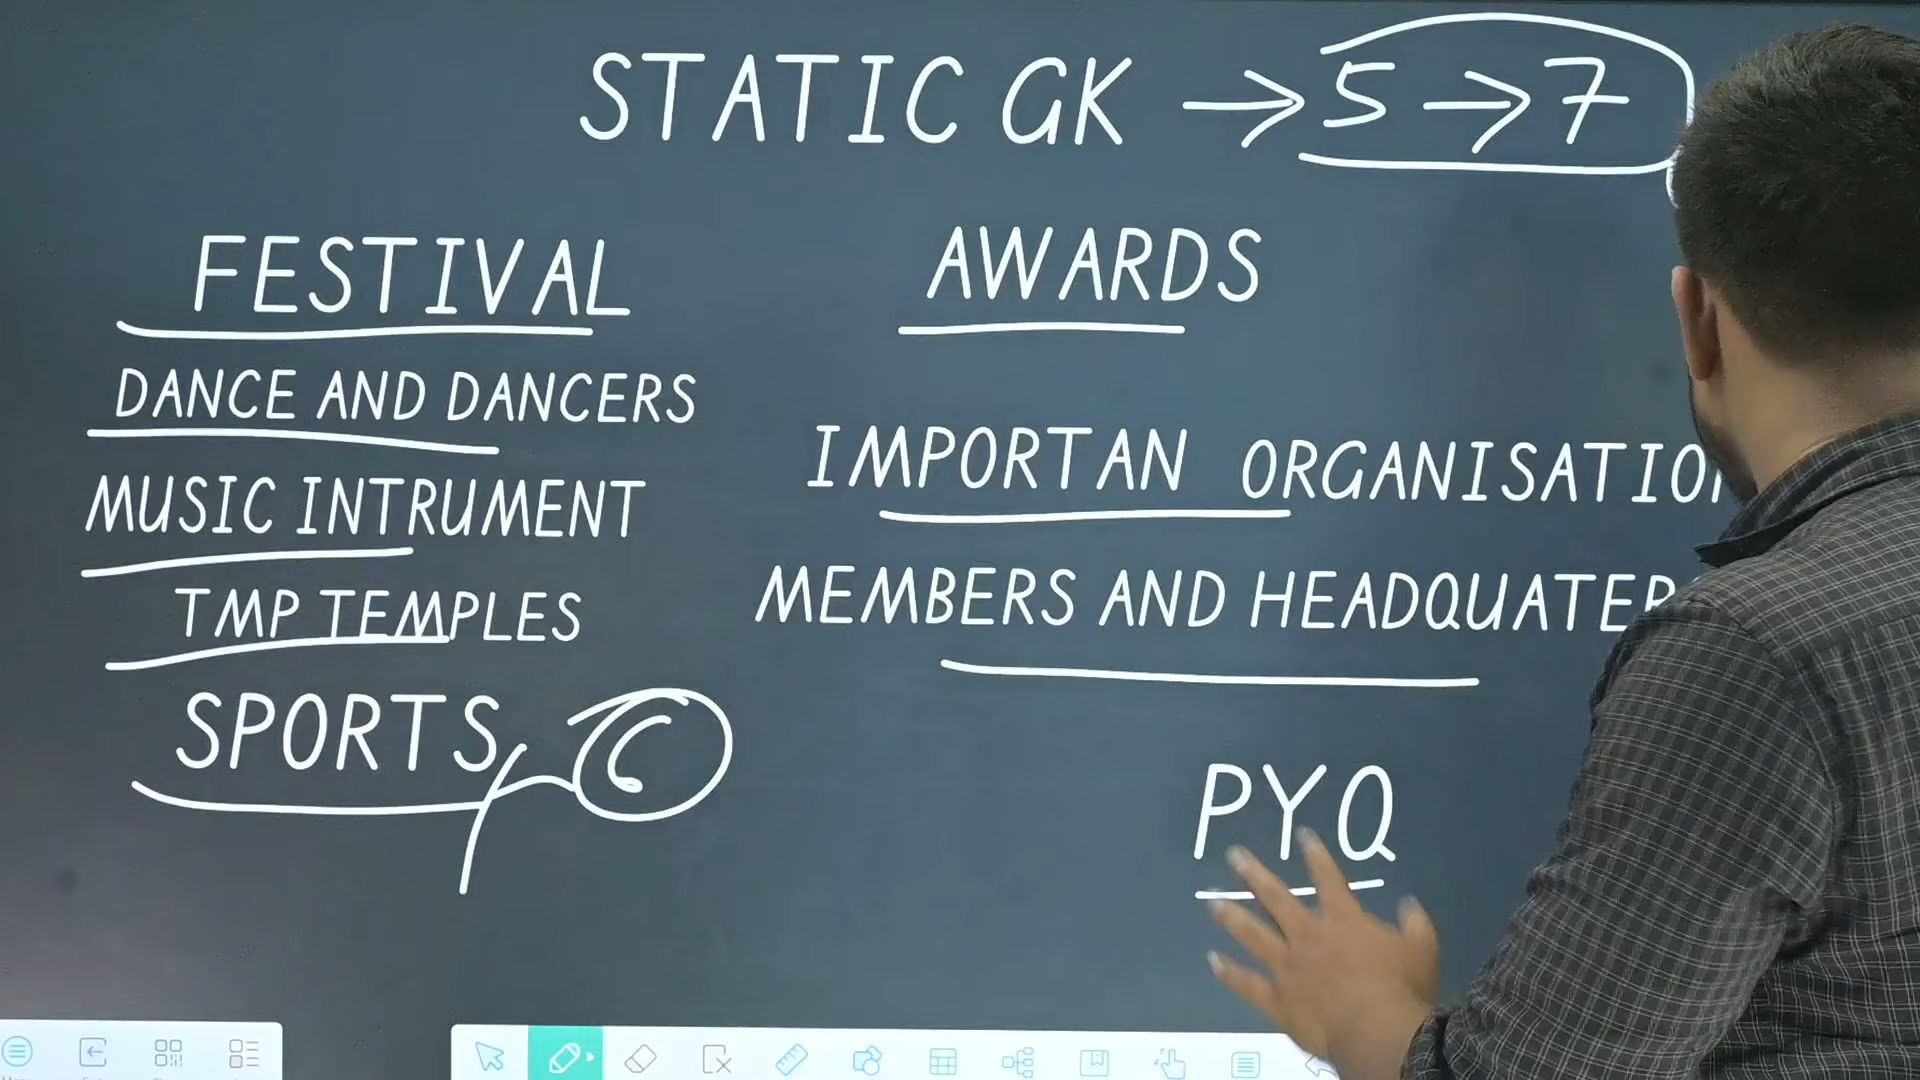 STATIC GK → 5 → 7
FESTIVAL
DANCE AND DANCERS
MUSIC INTRUMENT
TMP TEMPLES
SPORTS
AWARDS
IMPORTAN ORGANISATION
MEMBERS AND HEADQUATER
PYQ